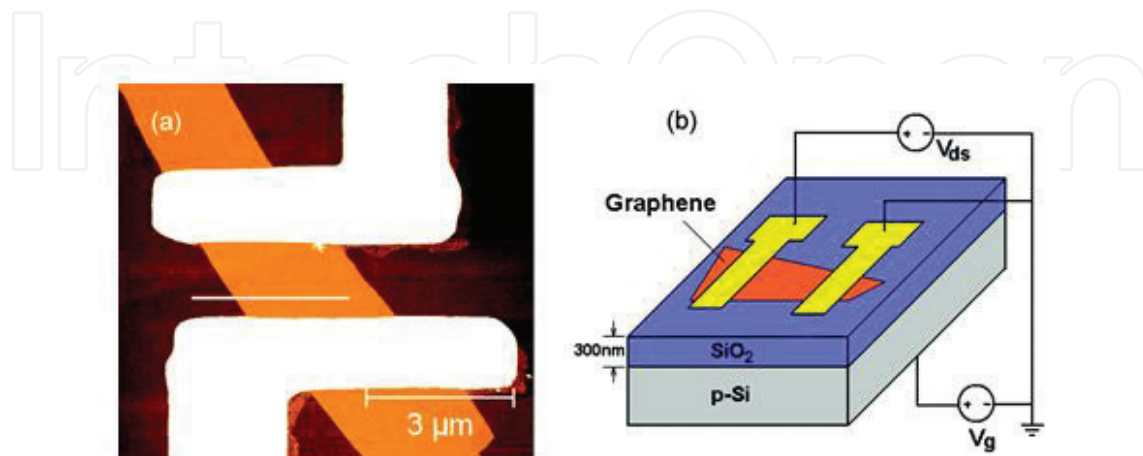 IntechOpen
(a)
3 µm
(b)
Vds
Graphene
300nm
SiO2
p-Si
Vg